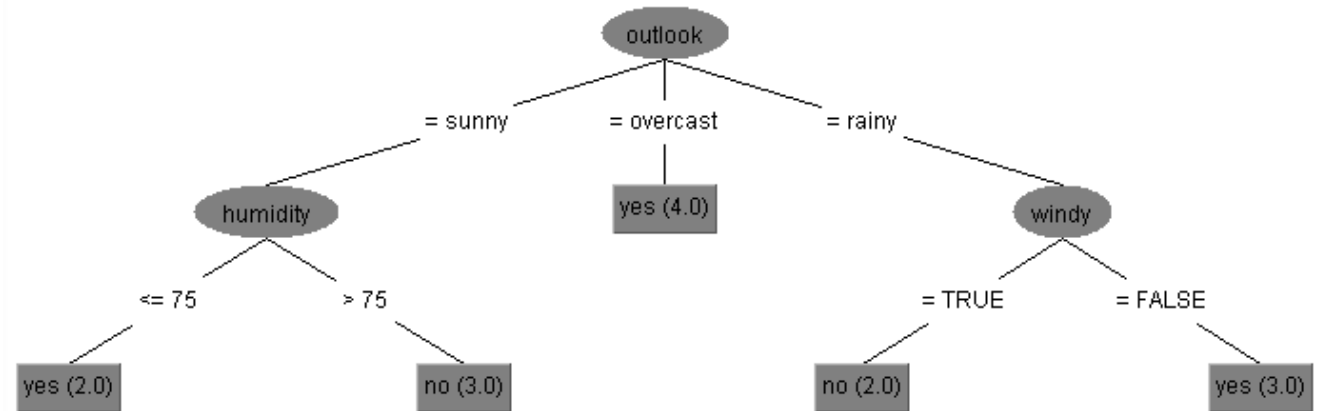 outlook
= sunny
= overcast
= rainy
humidity
yes (4.0)
windy
<= 75
> 75
= TRUE
= FALSE
yes (2.0)
no (3.0)
no (2.0)
yes (3.0)